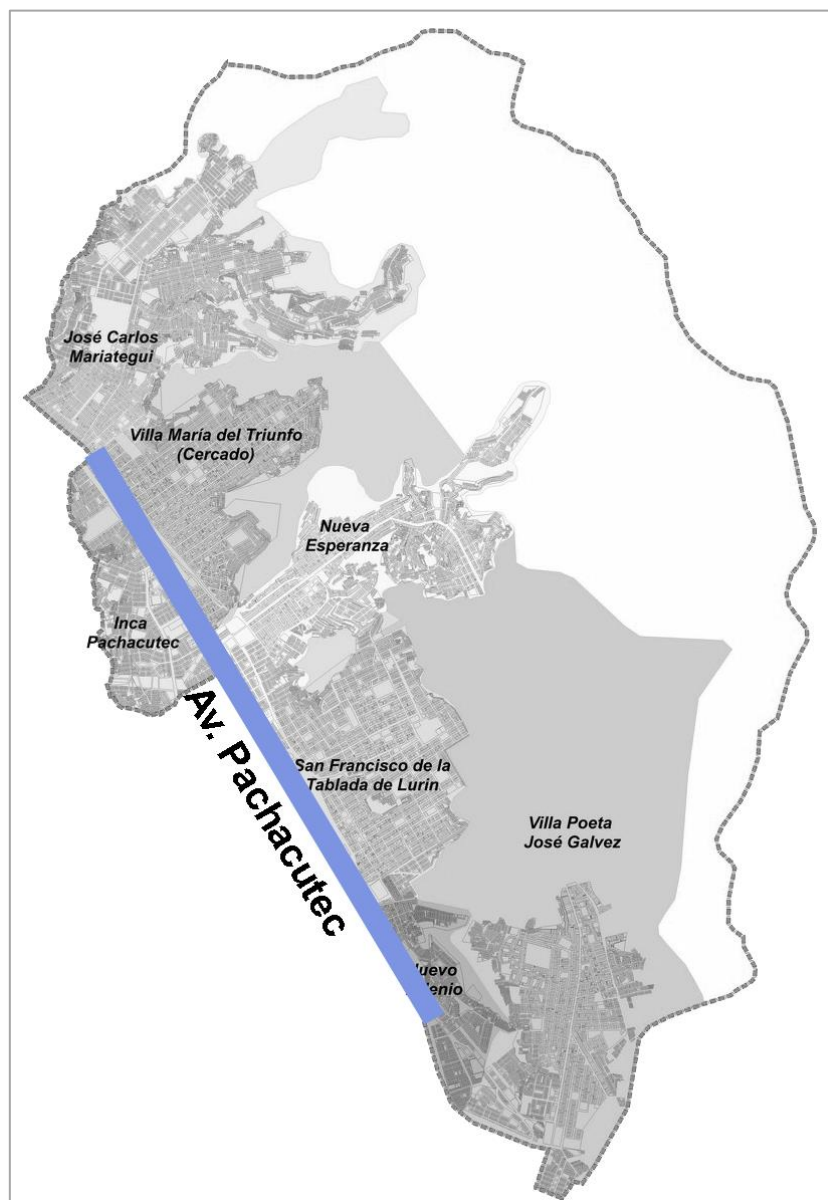 José Carlos
Mariategui
Villa María del Triunfo
(Cercado)
Nueva
Esperanza
Inca
Pachacutec
Av. Pachacutec
San Francisco de la
Tablada de Lurin
Villa Poeta
José Galvez